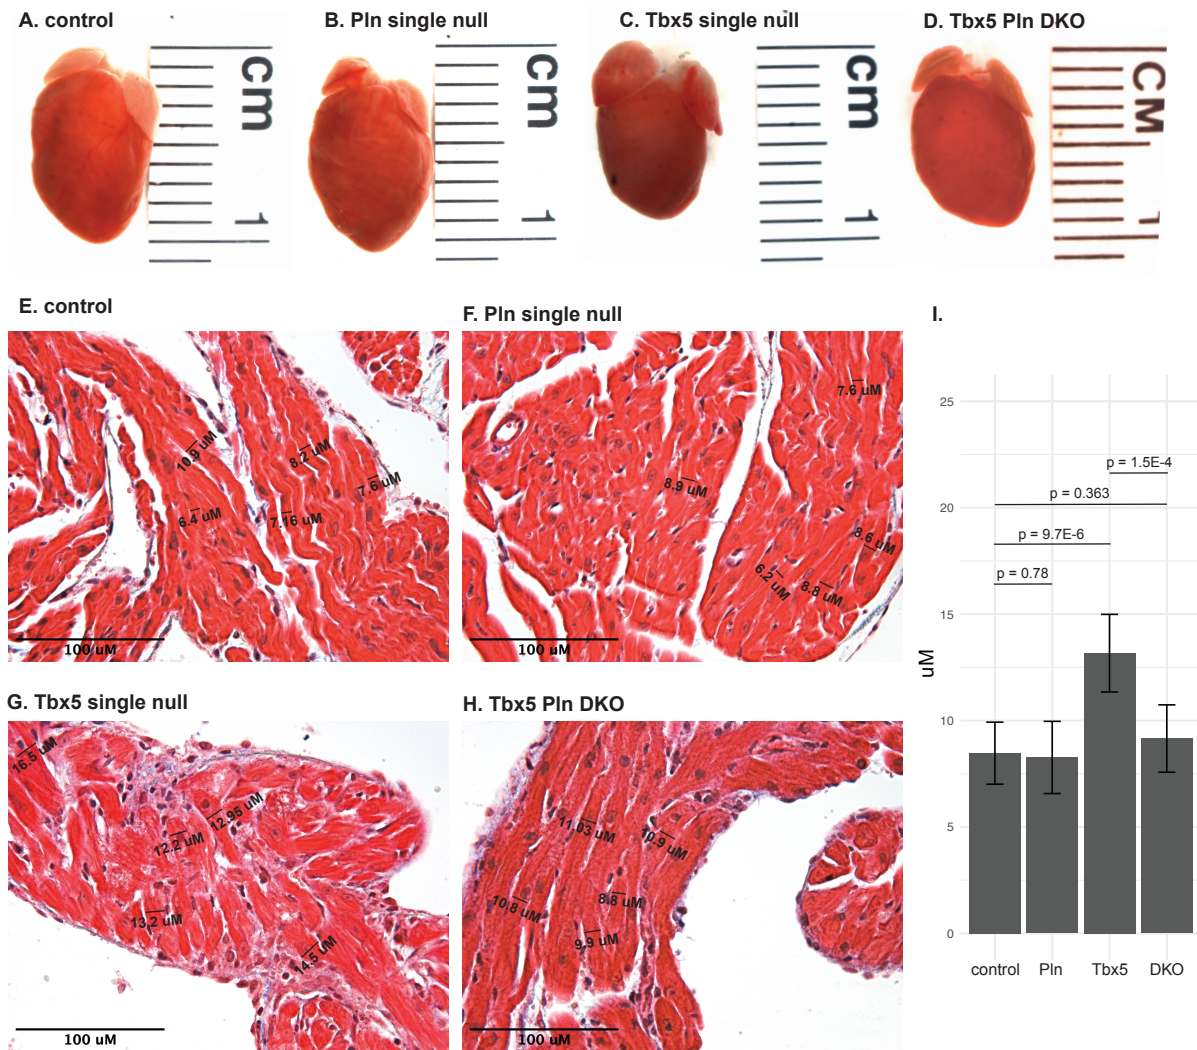 A. control
B. Pln single null
C. Tbx5 single null
D. Tbx5 Pln DKO
cm
1
cm
1
cm
1
CM
1
E. control
10.9 uM
8.2 uM
7.6 uM
6.4 uM
7.16 uM
100 uM
F. Pln single null
7.6 uM
8.9 uM
8.6 uM
6.2 uM
8.8 uM
100 uM
G. Tbx5 single null
16.5 uM
12.95 uM
12.2 uM
13.2 uM
14.5 uM
100 uM
H. Tbx5 Pln DKO
11.03 uM
10.9 uM
10.8 uM
8.8 uM
9.9 uM
100 uM
I.
uM
25
20
15
10
5
0
p = 1.5E-4
p = 0.363
p = 9.7E-6
p = 0.78
control
Pln
Tbx5
DKO